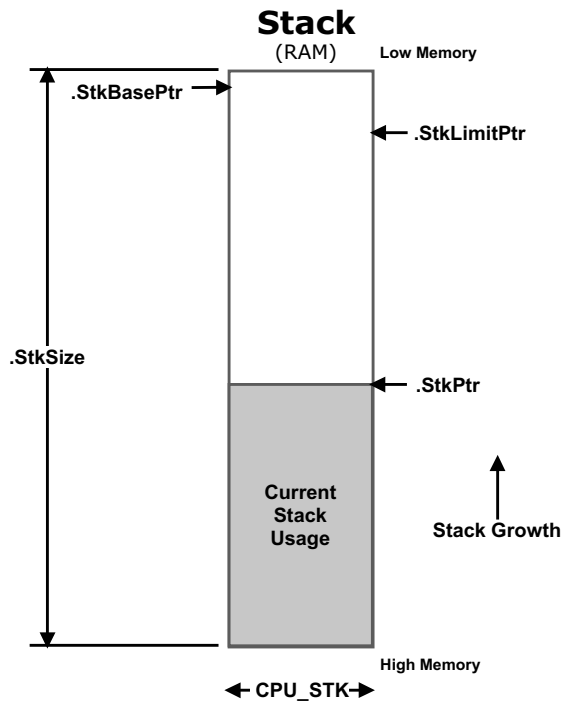 Stack
(RAM)
Low Memory
.StkBasePtr
.StkLimitPtr
.StkSize
.StkPtr
Current
Stack
Usage
Stack Growth
High Memory
CPU_STK